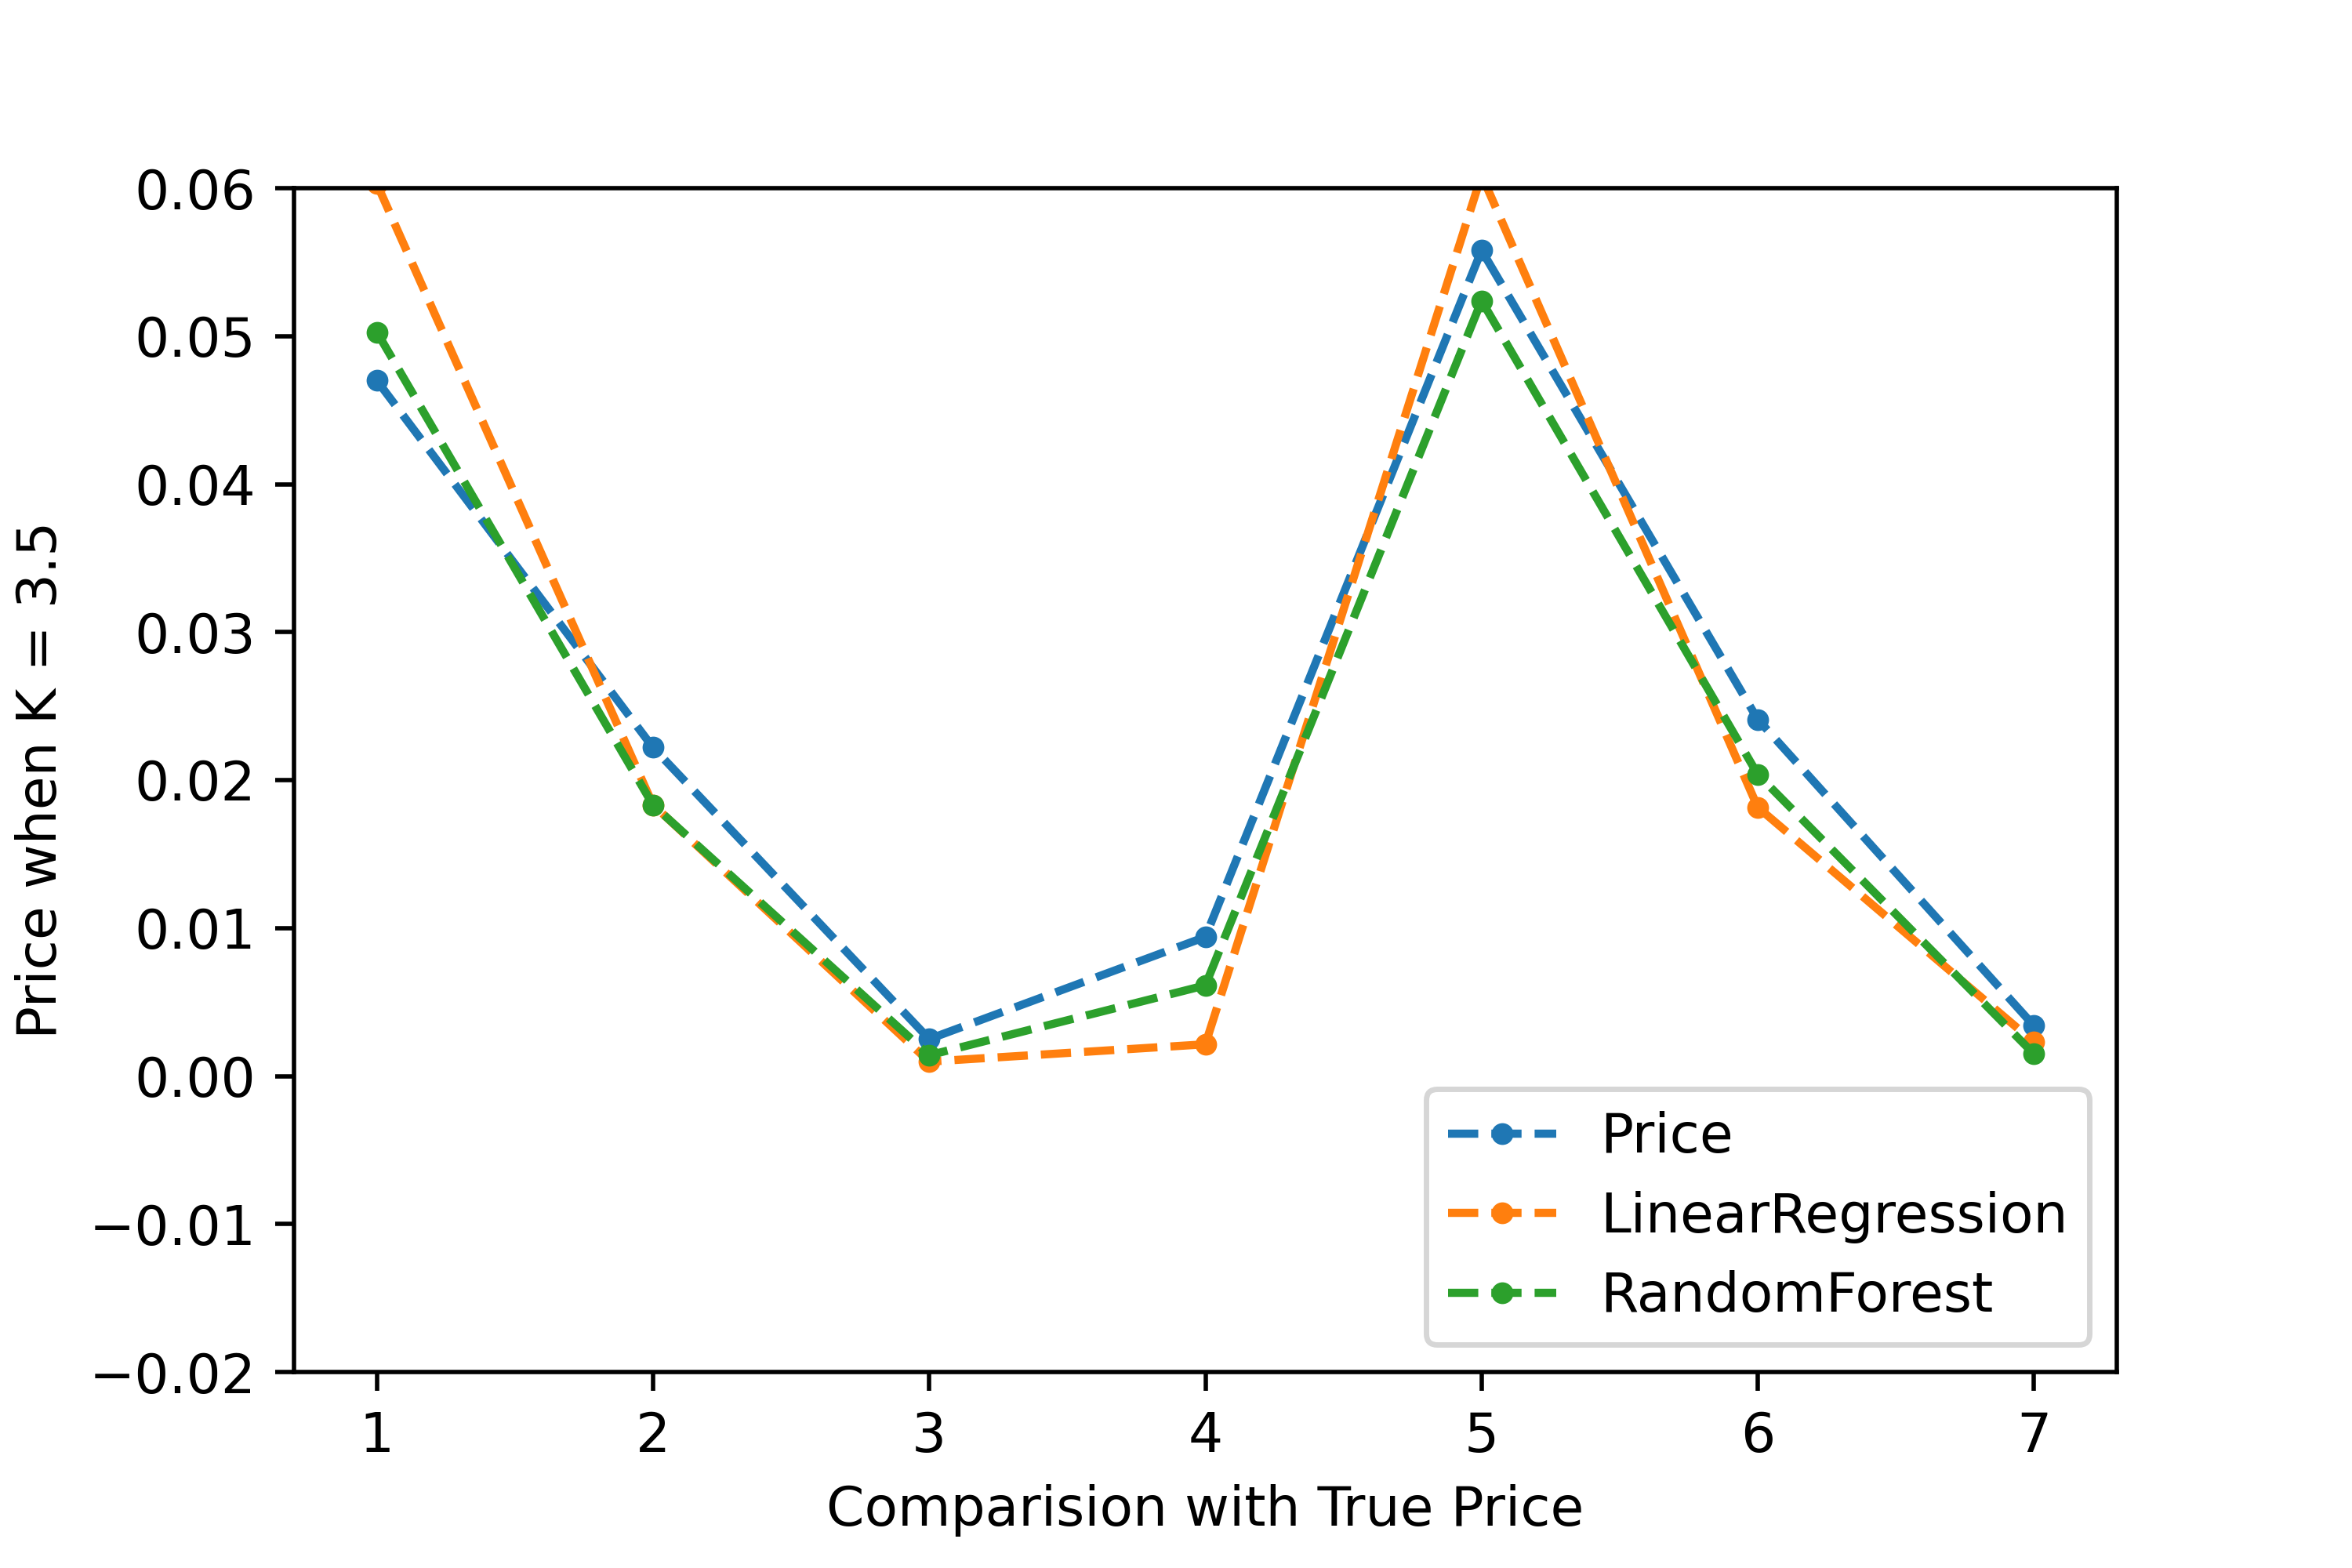 0.06
0.05
0.04
0.03
0.02
0.01
0.00
−0.01
−0.02
Price when K = 3.5
1 2 3 4 5 6 7
Comparision with True Price
Price
LinearRegression
RandomForest